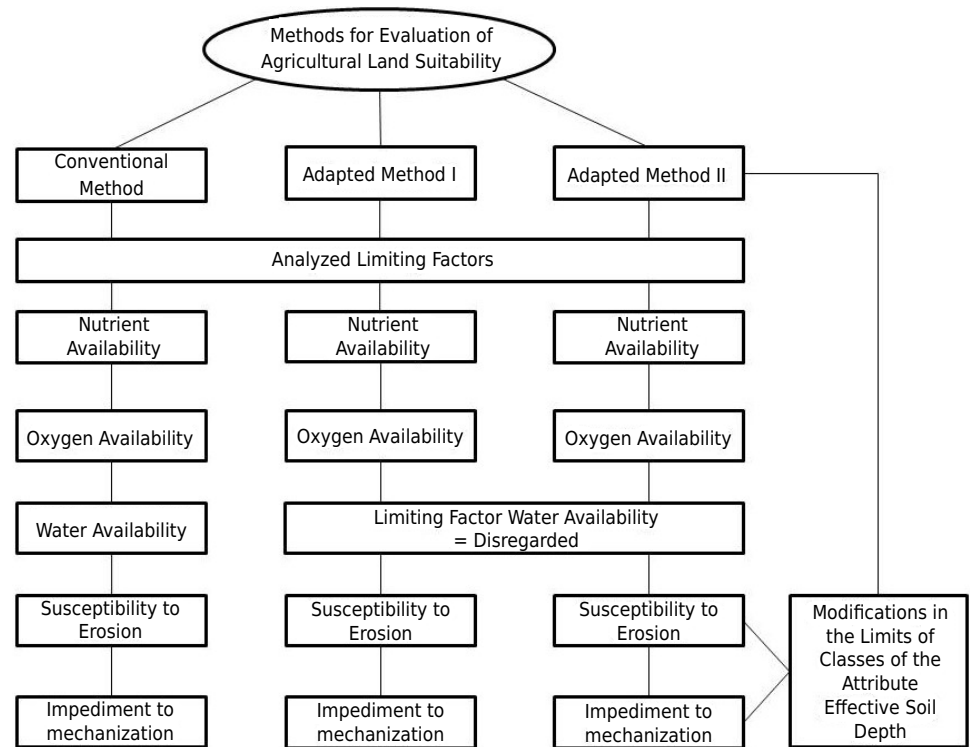 Methods for Evaluation of
Agricultural Land Suitability
Conventional
Method
Adapted Method I
Adapted Method II
Analyzed Limiting Factors
Nutrient
Availability
Nutrient
Availability
Nutrient
Availability
Oxygen Availability
Oxygen Availability
Oxygen Availability
Water Availability
Limiting Factor Water Availability
= Disregarded
Susceptibility to
Erosion
Susceptibility to
Erosion
Susceptibility to
Erosion
Modifications in
the Limits of
Classes of the
Attribute
Effective Soil
Depth
Impediment to
mechanization
Impediment to
mechanization
Impediment to
mechanization